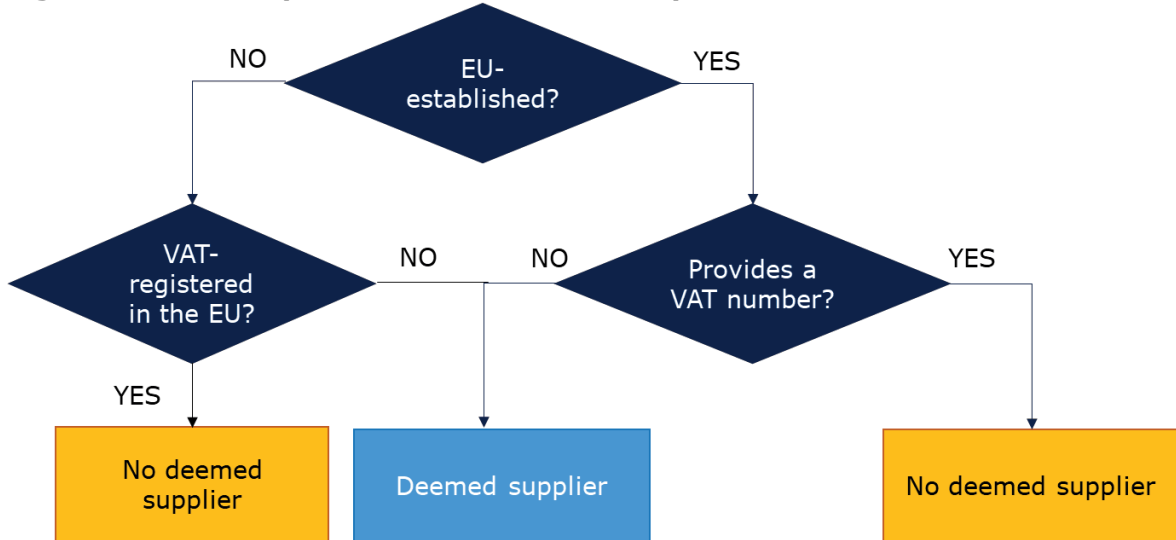 NO
EU-
established?
YES
VAT-
registered
in the EU?
NO
NO
Provides a
VAT number?
YES
YES
No deemed
supplier
Deemed supplier
No deemed supplier